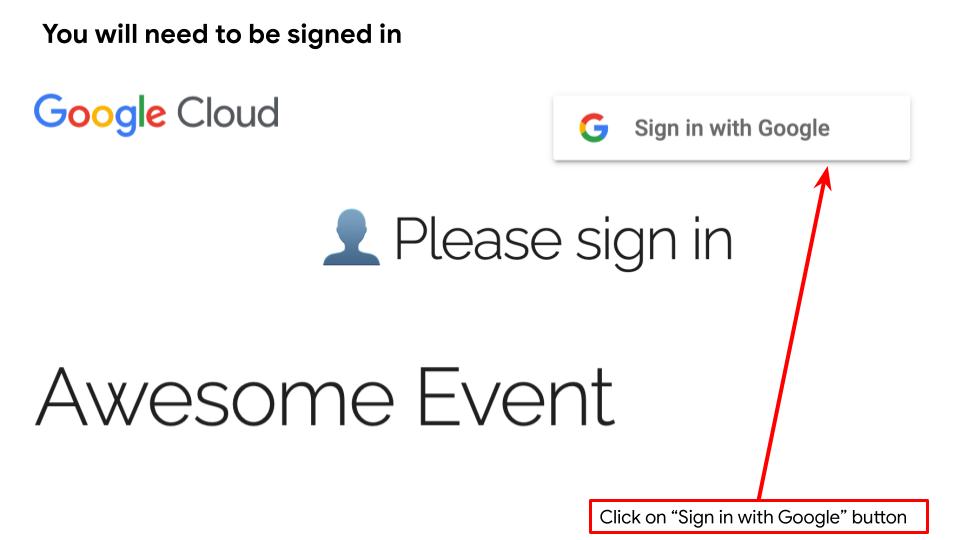 You will need to be signed in
Google Cloud
Sign in with Google
Please sign in
Awesome Event
Click on “Sign in with Google” button